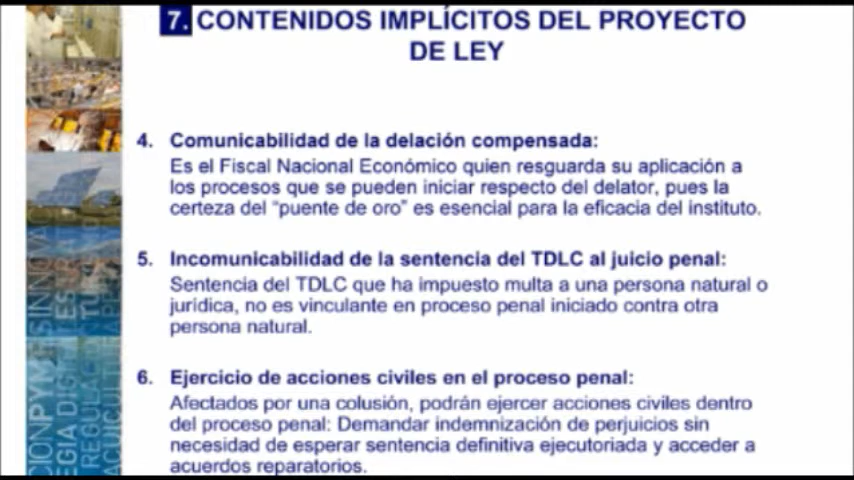 7. CONTENIDOS IMPLÍCITOS DEL PROYECTO
DE LEY
4. Comunicabilidad de la delación compensada:
Es el Fiscal Nacional Económico quien resguarda su aplicación a
los procesos que se pueden iniciar respecto del delator, pues la
certeza del “puente de oro” es esencial para la eficacia del instituto.
5. Incomunicabilidad de la sentencia del TDLC al juicio penal:
Sentencia del TDLC que ha impuesto multa a una persona natural o
jurídica, no es vinculante en proceso penal iniciado contra otra
persona natural.
6. Ejercicio de acciones civiles en el proceso penal:
Afectados por una colusión, podrán ejercer acciones civiles dentro
del proceso penal: Demandar indemnización de perjuicios sin
necesidad de esperar sentencia definitiva ejecutoriada y acceder a
acuerdos reparatorios.